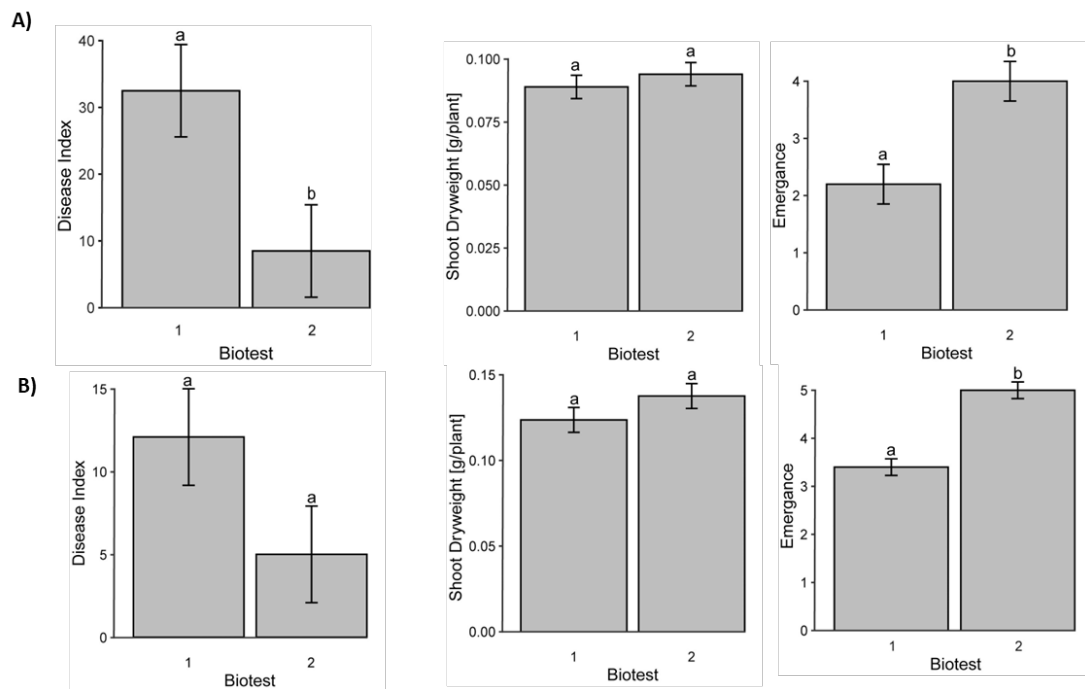 A)
Disease Index
40
30
20
10
0
a
b
1
2
Biotest
Shoot Dryweight [g/plant]
0.100
0.075
0.050
0.025
0.000
a
a
1
2
Biotest
Emergance
4
2
0
a
b
1
2
Biotest
B)
Disease Index
15
10
5
0
a
a
1
2
Biotest
Shoot Dryweight [g/plant]
0.15
0.10
0.05
0.00
a
a
1
2
Biotest
Emergance
5
4
3
2
1
0
a
b
1
2
Biotest